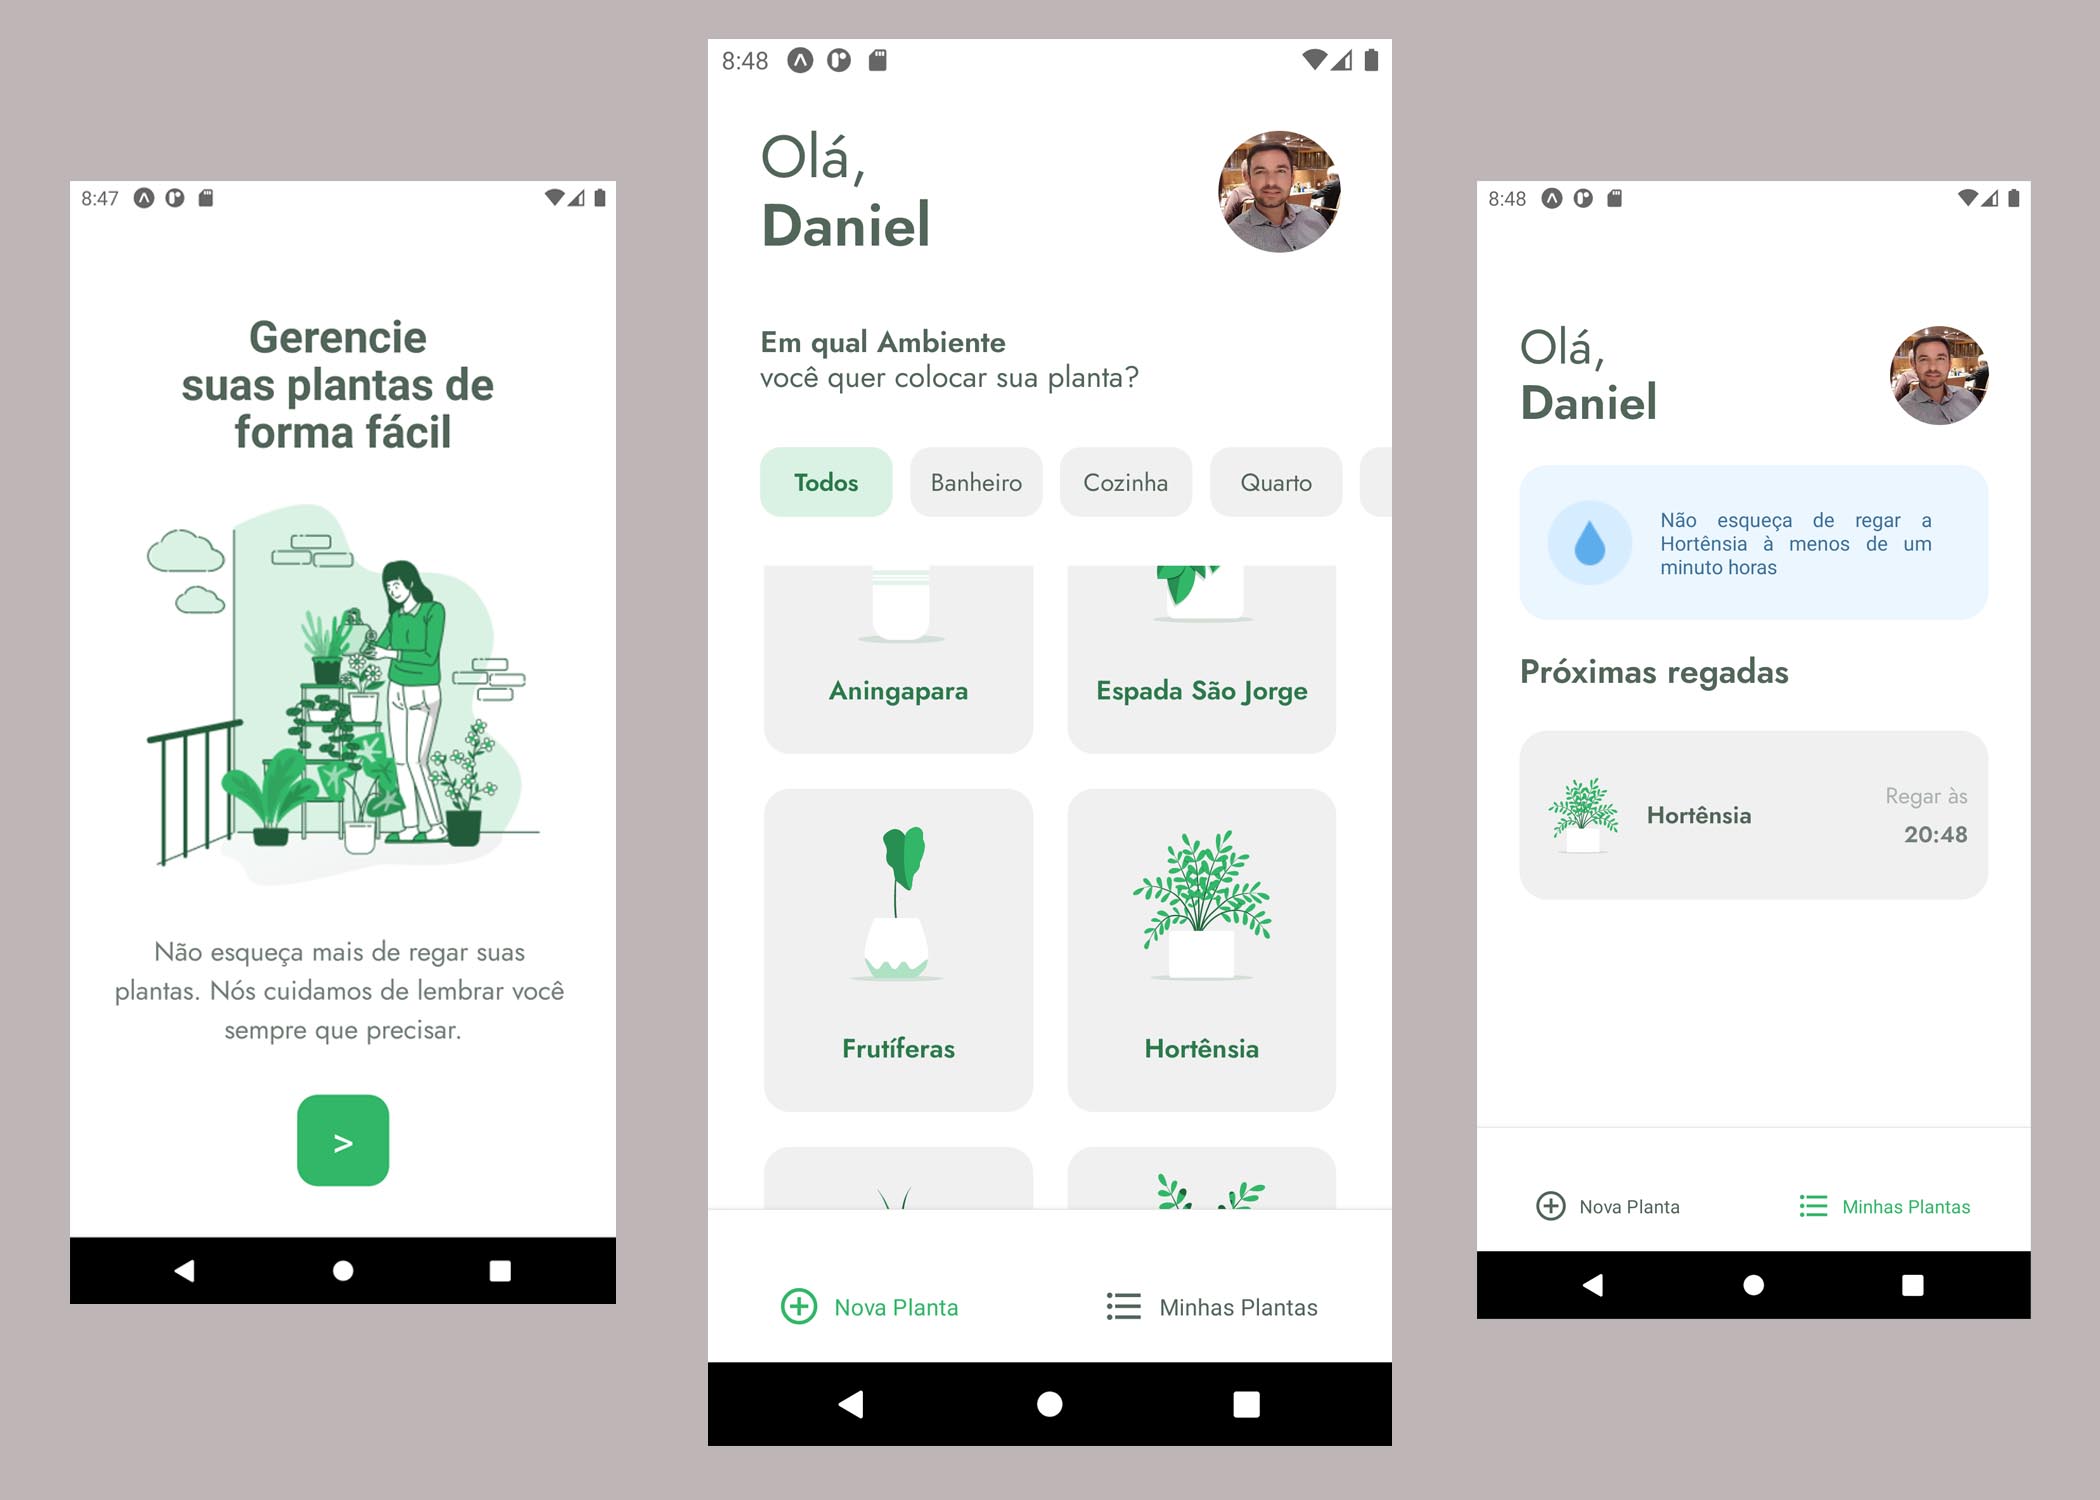 8:47
Gerencie
suas plantas de
forma fácil
Não esqueça mais de regar suas
plantas. Nós cuidamos de lembrar você
sempre que precisar.
>
8:48
Olá,
Daniel
Em qual Ambiente
você quer colocar sua planta?
Todos Banheiro Cozinha Quarto
Aningapara Espada São Jorge
Frutíferas Hortênsia
Nova Planta Minhas Plantas
8:48
Olá,
Daniel
Não esqueça de regar a
Hortênsia à menos de um
minuto horas
Próximas regadas
Hortênsia
Regar às
20:48
Nova Planta Minhas Plantas